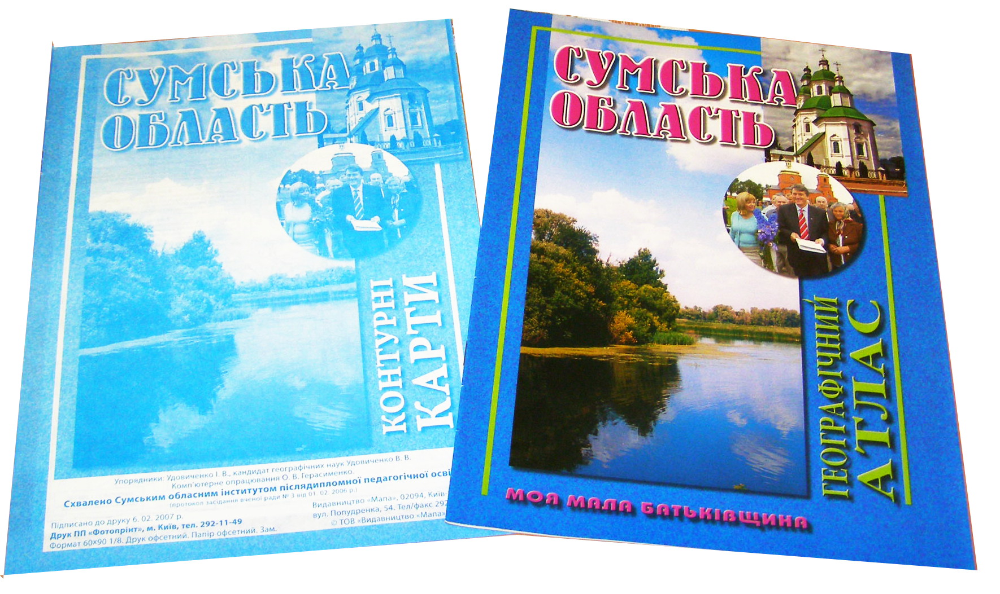 СУМСЬКА
ОБЛАСТЬ
КОНТУРНІ
КАРТИ
Упорядники: Удовиченко І. В., кандидат географічних наук Удовиченко В. В.
Комп'ютерне опрацювання О. В. Герасименко.
Схвалено Сумським обласним інститутом післядипломної педагогічної осві
(протокол засідання вченої ради № 3 від 01. 02. 2006 р.)
Підписано до друку 6. 02. 2007 р.
Друк ПП «Фотопрінт», м. Київ, тел. 292-11-49
Формат 60х90 1/8. Друк офсетний. Папір офсетний. Зам.
Видавництво «Мапа», 02094, Київ-
вул. Попудренка, 54. Тел/факс 292
© ТОВ «Видавництво «Мапа»
СУМСЬКА
ОБЛАСТЬ
ГЕОГРАФІЧНИЙ
АТЛАС
МОЯ МАЛА БАТЬКІВЩИНА